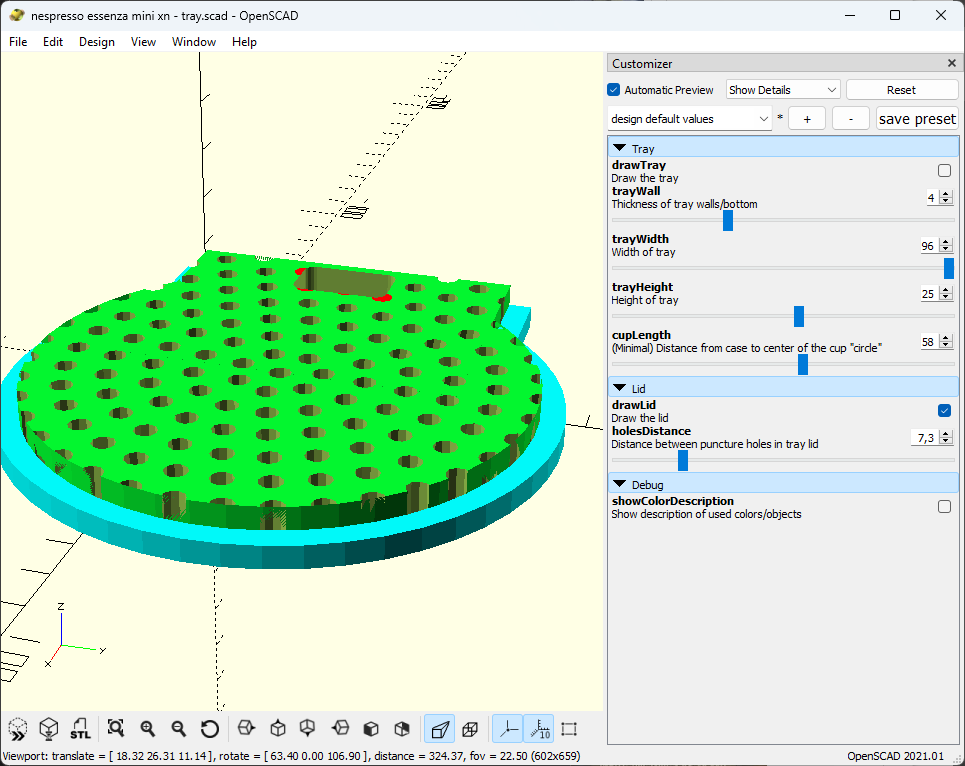 nespresso essenza mini xn - tray.scad - OpenSCAD
File Edit Design View Window Help
Customizer
Automatic Preview Show Details Reset
design default values * + - save preset
Tray
drawTray
Draw the tray
trayWall
Thickness of tray walls/bottom
4
trayWidth
Width of tray
96
trayHeight
Height of tray
25
cupLength
(Minimal) Distance from case to center of the cup "circle"
58
Lid
drawLid
Draw the lid
holesDistance
Distance between puncture holes in tray lid
7,3
Debug
showColorDescription
Show description of used colors/objects
Z
Y
X
STL
10
Viewport: translate = [ 18.32 26.31 11.14 ], rotate = [ 63.40 0.00 106.90 ], distance = 324.37, fov = 22.50 (602x659)
OpenSCAD 2021.01